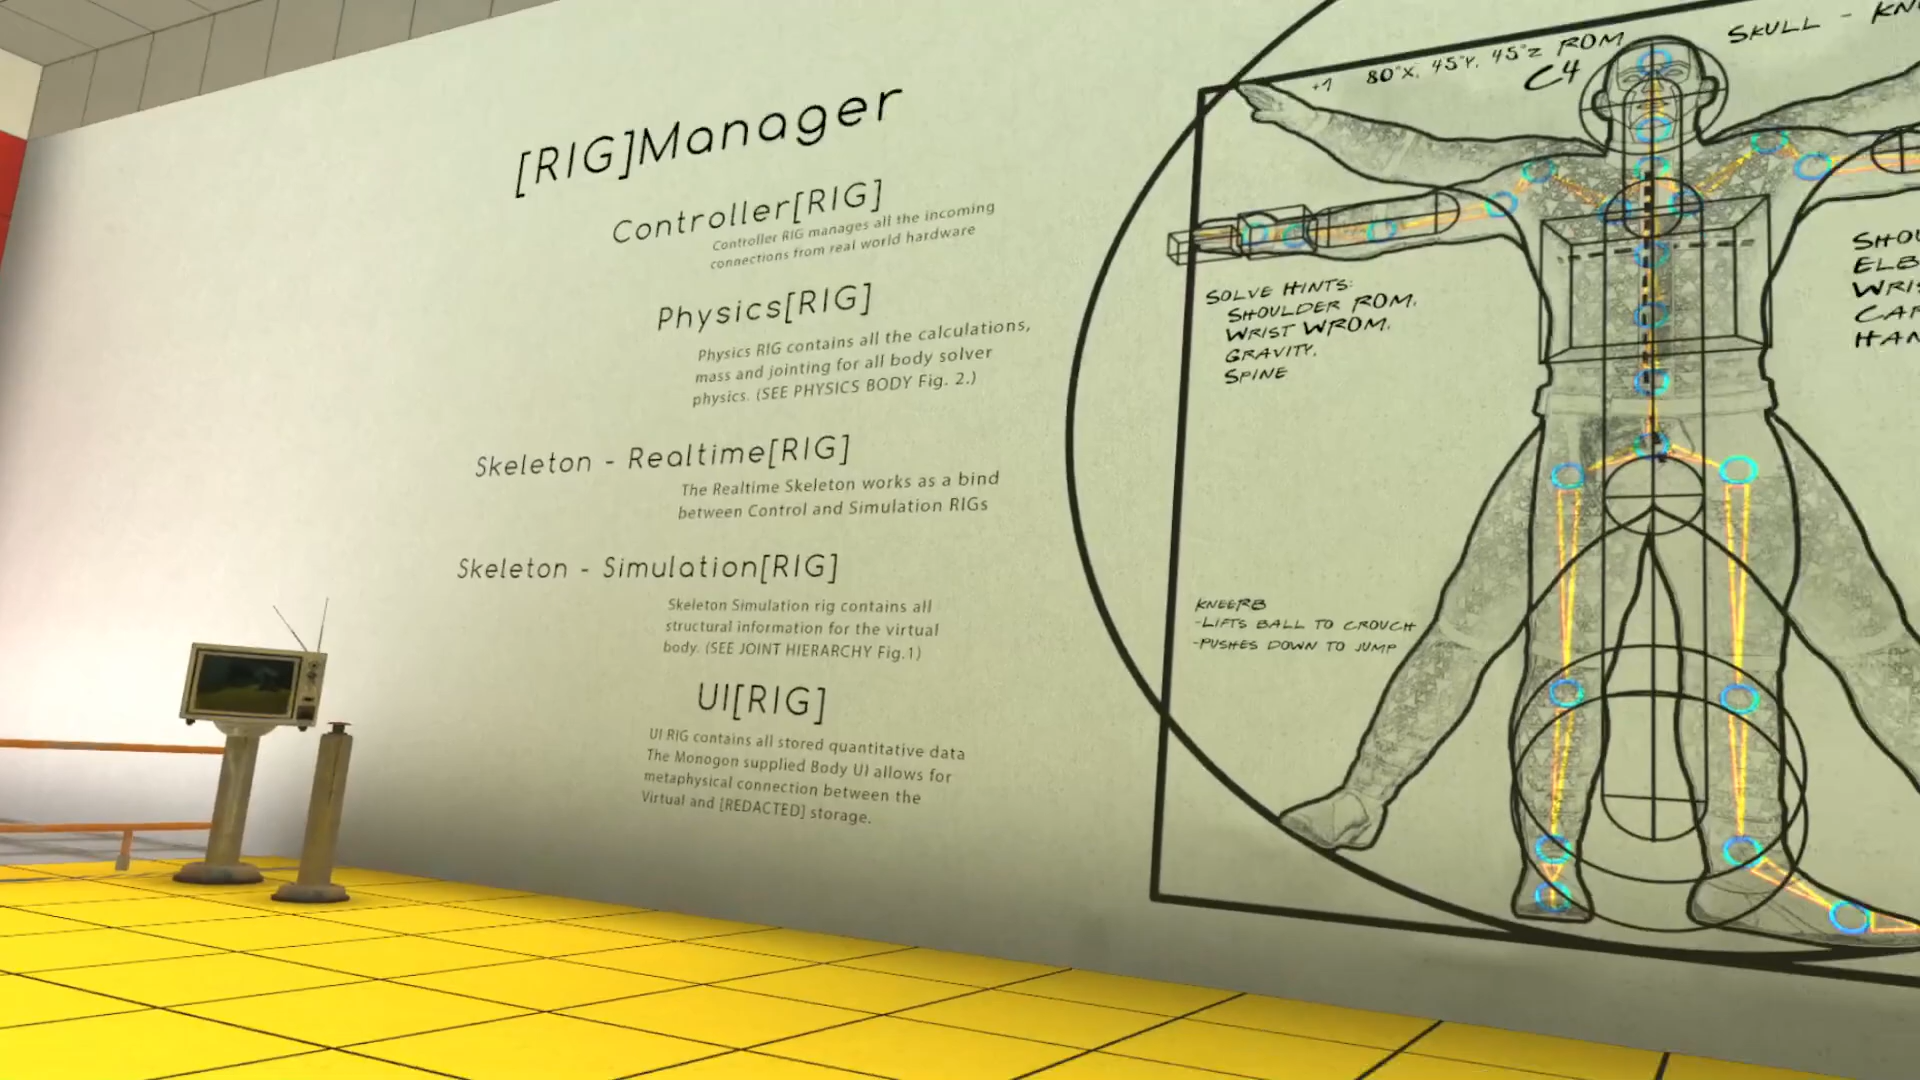 [RIG]Manager
Controller[RIG]
Controller RIG manages all the incoming
connections from real world hardware
Physics[RIG]
Physics RIG contains all the calculations,
mass and jointing for all body solver
physics. (SEE PHYSICS BODY Fig. 2.)
Skeleton - Realtime[RIG]
The Realtime Skeleton works as a bind
between Control and Simulation RIGs
Skeleton - Simulation[RIG]
Skeleton Simulation rig contains all
structural information for the virtual
body. (SEE JOINT HIERARCHY Fig.1)
UI[RIG]
UI RIG contains all stored quantitative data
The Monogon supplied Body UI allows for
metaphysical connection between the
Virtual and [REDACTED] storage.
+1 80°X, 45°Y, 45°Z ROM
C4
SKULL -
SOLVE HINTS:
SHOULDER ROM.
WRIST WROM.
GRAVITY.
SPINE
KNEERB
-LIFTS BALL TO CROUCH
-PUSHES DOWN TO JUMP